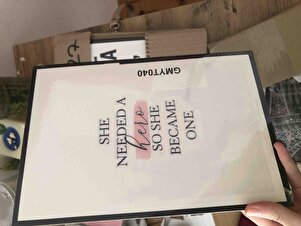 GMYT040
SHE
NEEDED A
hero
SO SHE
BECAME
ONE